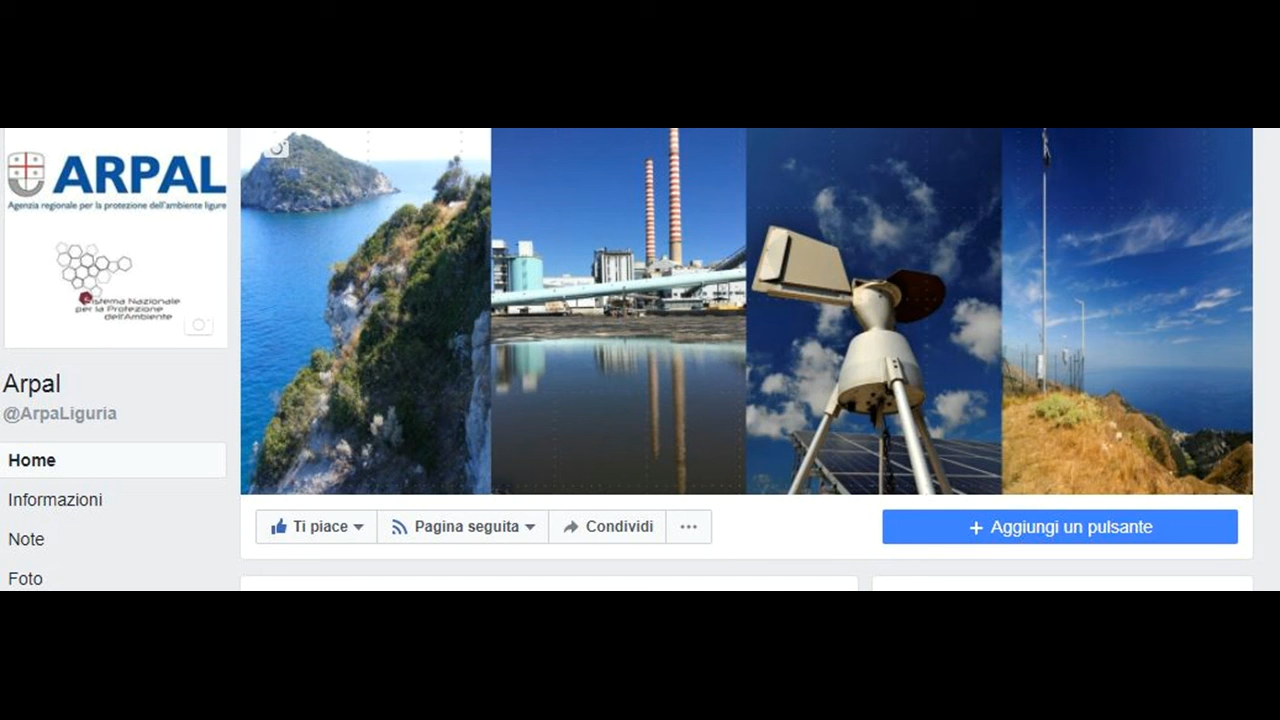 ARPAL
Agenzia regionale per la protezione dell'ambiente ligure
Sistema Nazionale
per la Protezione
dell'Ambiente
Arpal
@ArpaLiguria
Home
Informazioni
Note
Foto
Ti piace
Pagina seguita
Condividi
+ Aggiungi un pulsante